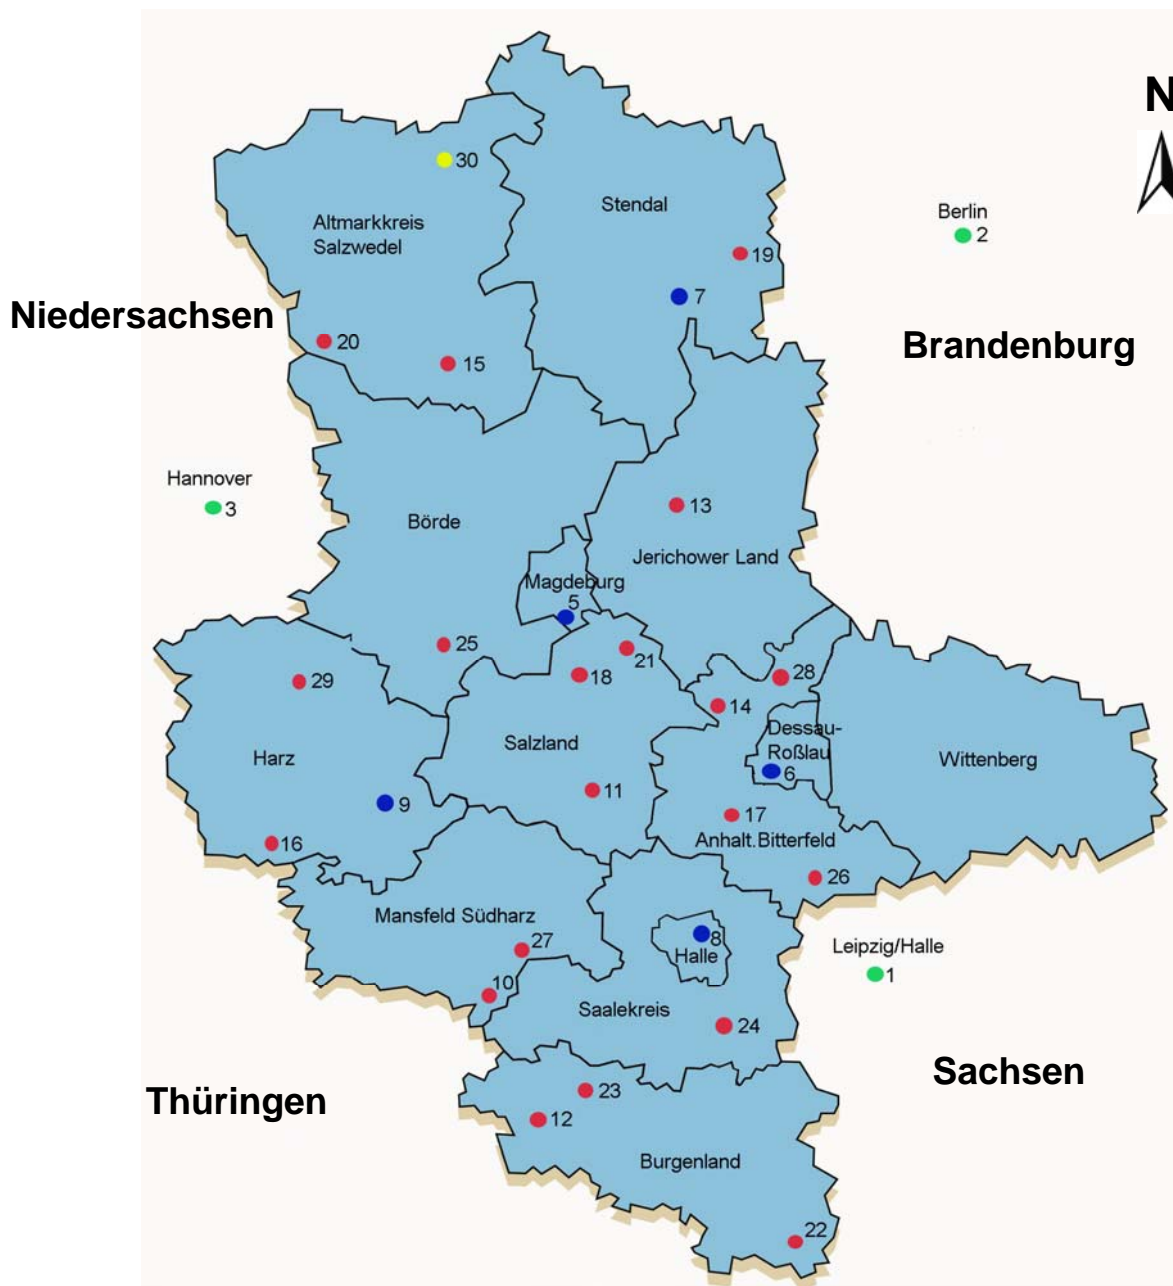 N
30
Stendal
Altmarkkreis
Salzwedel
Berlin
2
19
7
Niedersachsen
20
15
Brandenburg
Hannover
3
13
Börde
Jerichower Land
Magdeburg
5
25
21
18
28
29
14
Dessau-
Roßlau
6
Salzland
Harz
Wittenberg
11
9
17
Anhalt.Bitterfeld
16
26
Mansfeld Südharz
27
8
Halle
Leipzig/Halle
1
10
Saalekreis
24
Sachsen
Thüringen
23
12
Burgenland
22